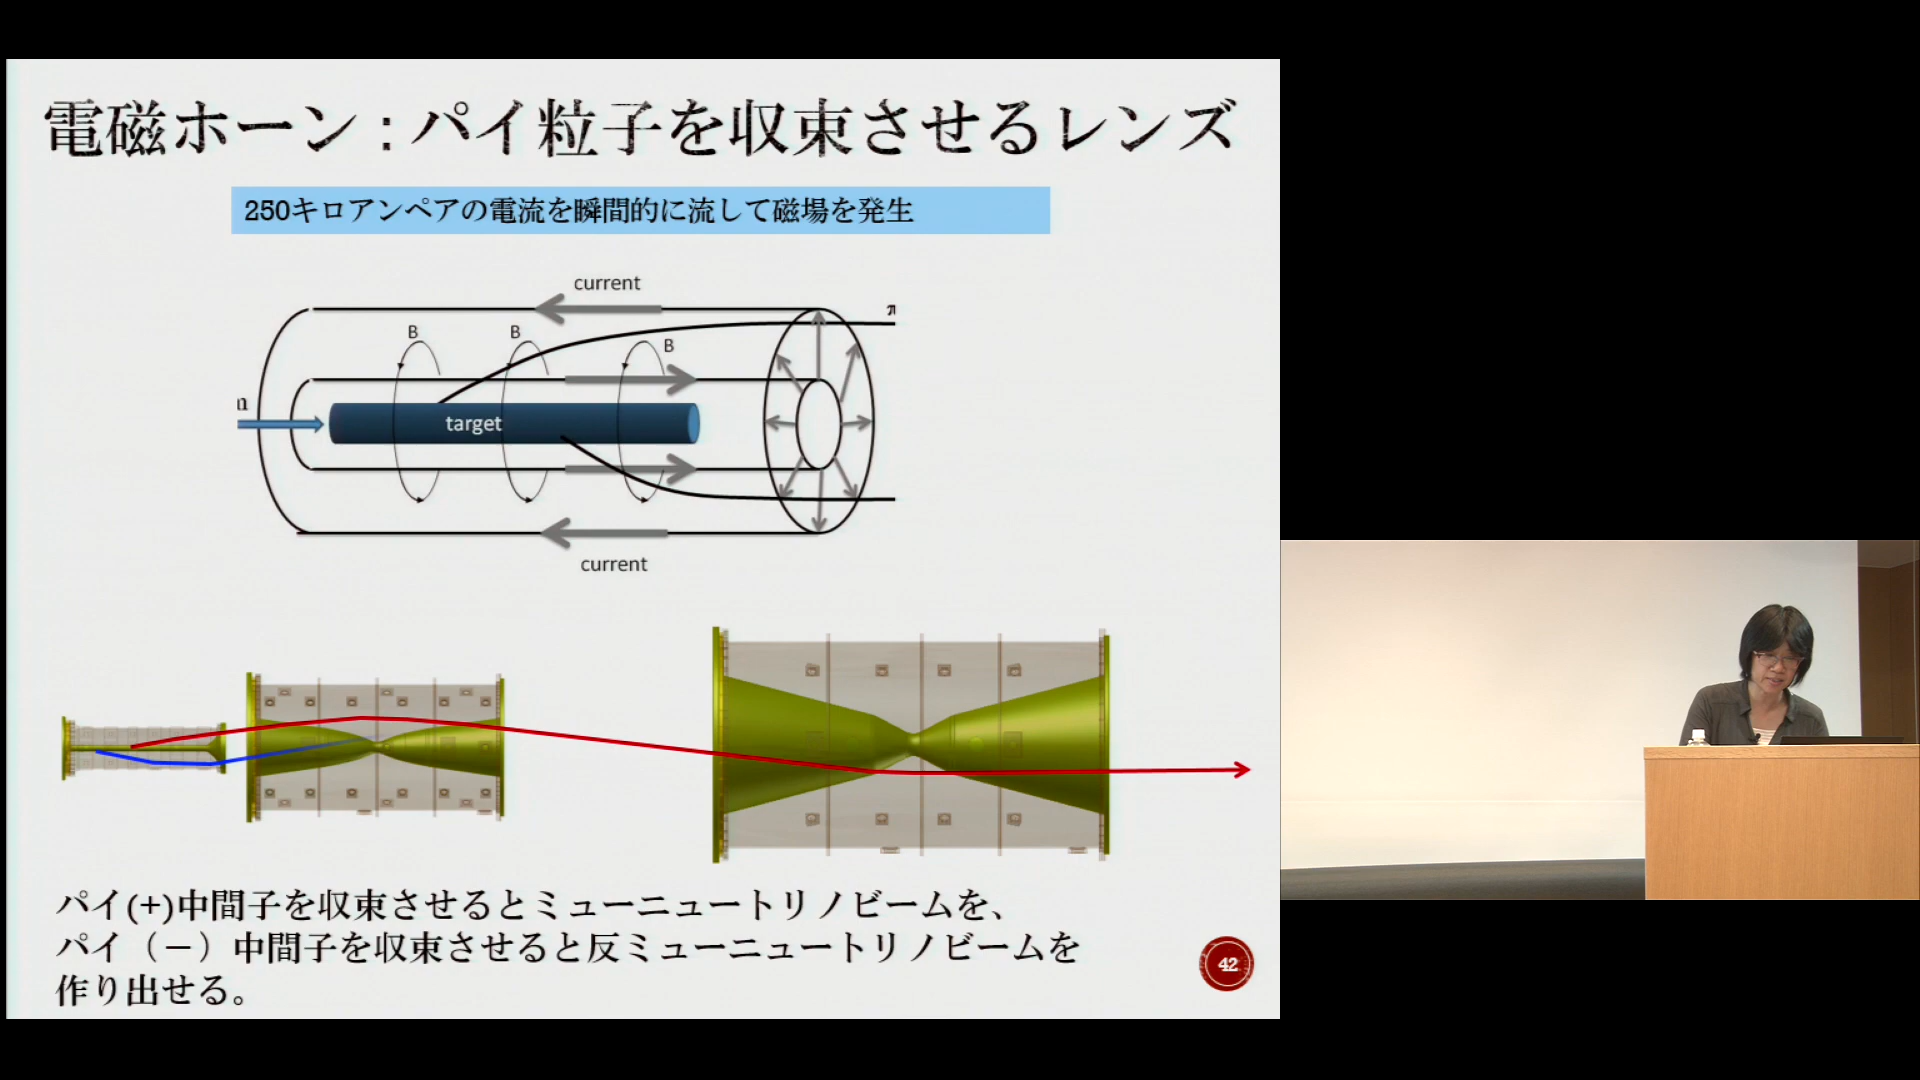 電磁ホーン：パイ粒子を収束させるレンズ
250キロアンペアの電流を瞬間的に流して磁場を発生
current
B
B
B
target
current
パイ(+)中間子を収束させるとミューニュートリノビームを、
パイ（－）中間子を収束させると反ミューニュートリノビームを
作り出せる。
42